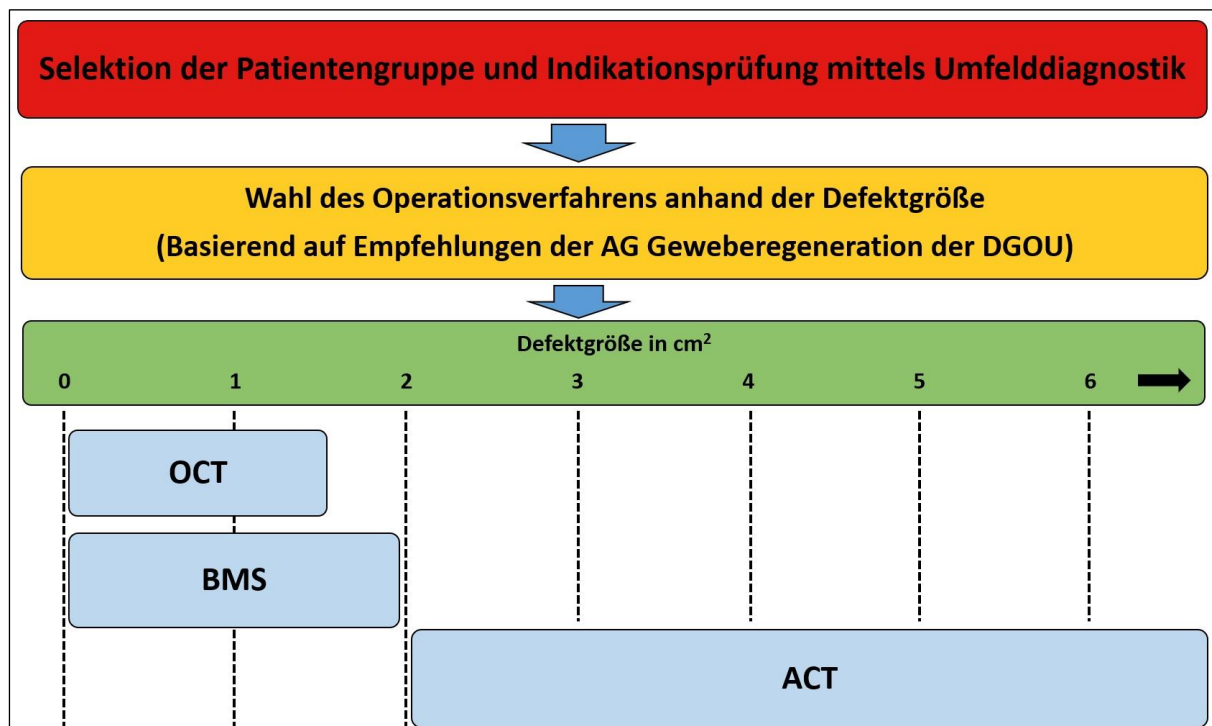 Selektion der Patientengruppe und Indikationsprüfung mittels Umfelddiagnostik
Wahl des Operationsverfahrens anhand der Defektgröße
(Basierend auf Empfehlungen der AG Geweberegeneration der DGOU)
Defektgröße in cm²
0 1 2 3 4 5 6
OCT
BMS
ACT